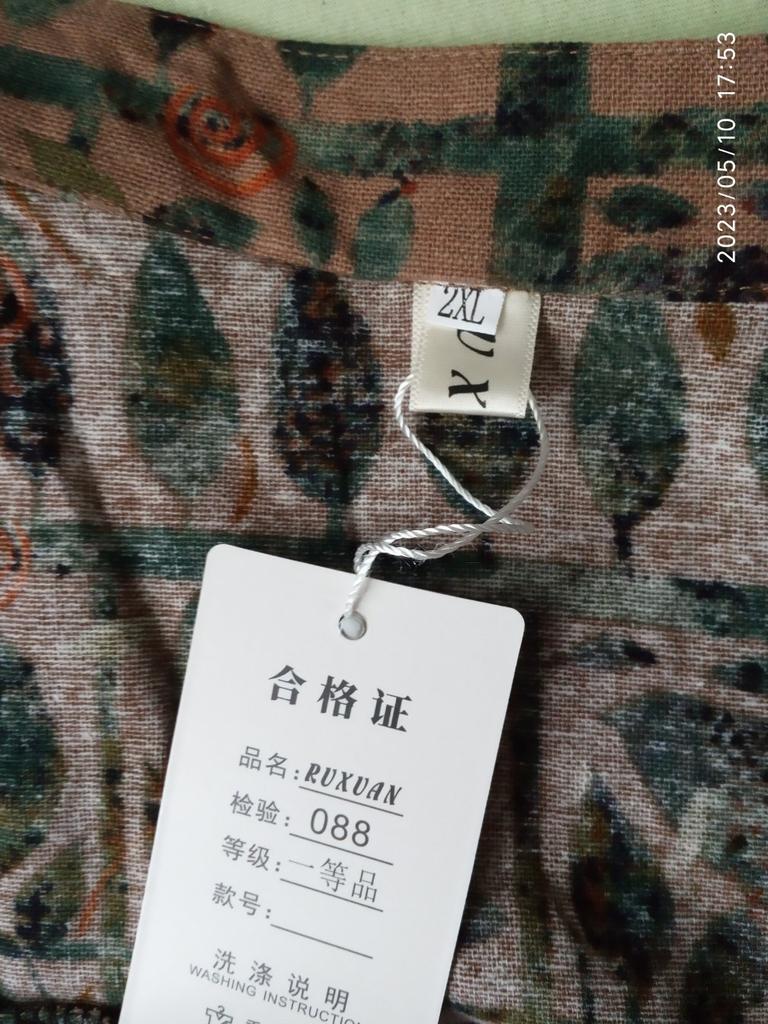 2023/05/10 17:53
2XL
U X
合格证
品名: RUXUAN
检验: 088
等级: 一等品
款号:
洗涤说明
WASHING INSTRUCTIO